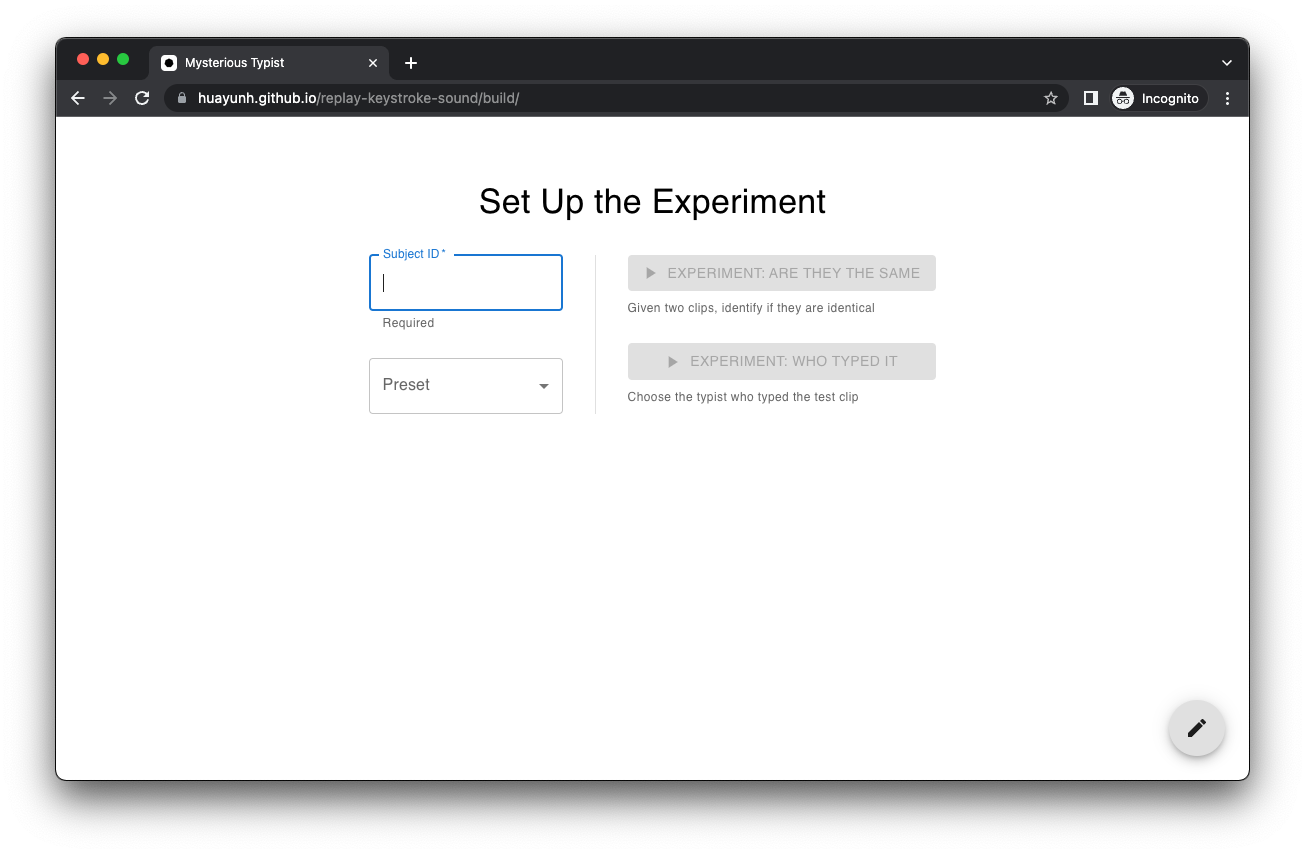 Mysterious Typist
huayunh.github.io/replay-keystroke-sound/build/
Incognito
Set Up the Experiment
Subject ID *
Required
Preset
EXPERIMENT: ARE THEY THE SAME
Given two clips, identify if they are identical
EXPERIMENT: WHO TYPED IT
Choose the typist who typed the test clip